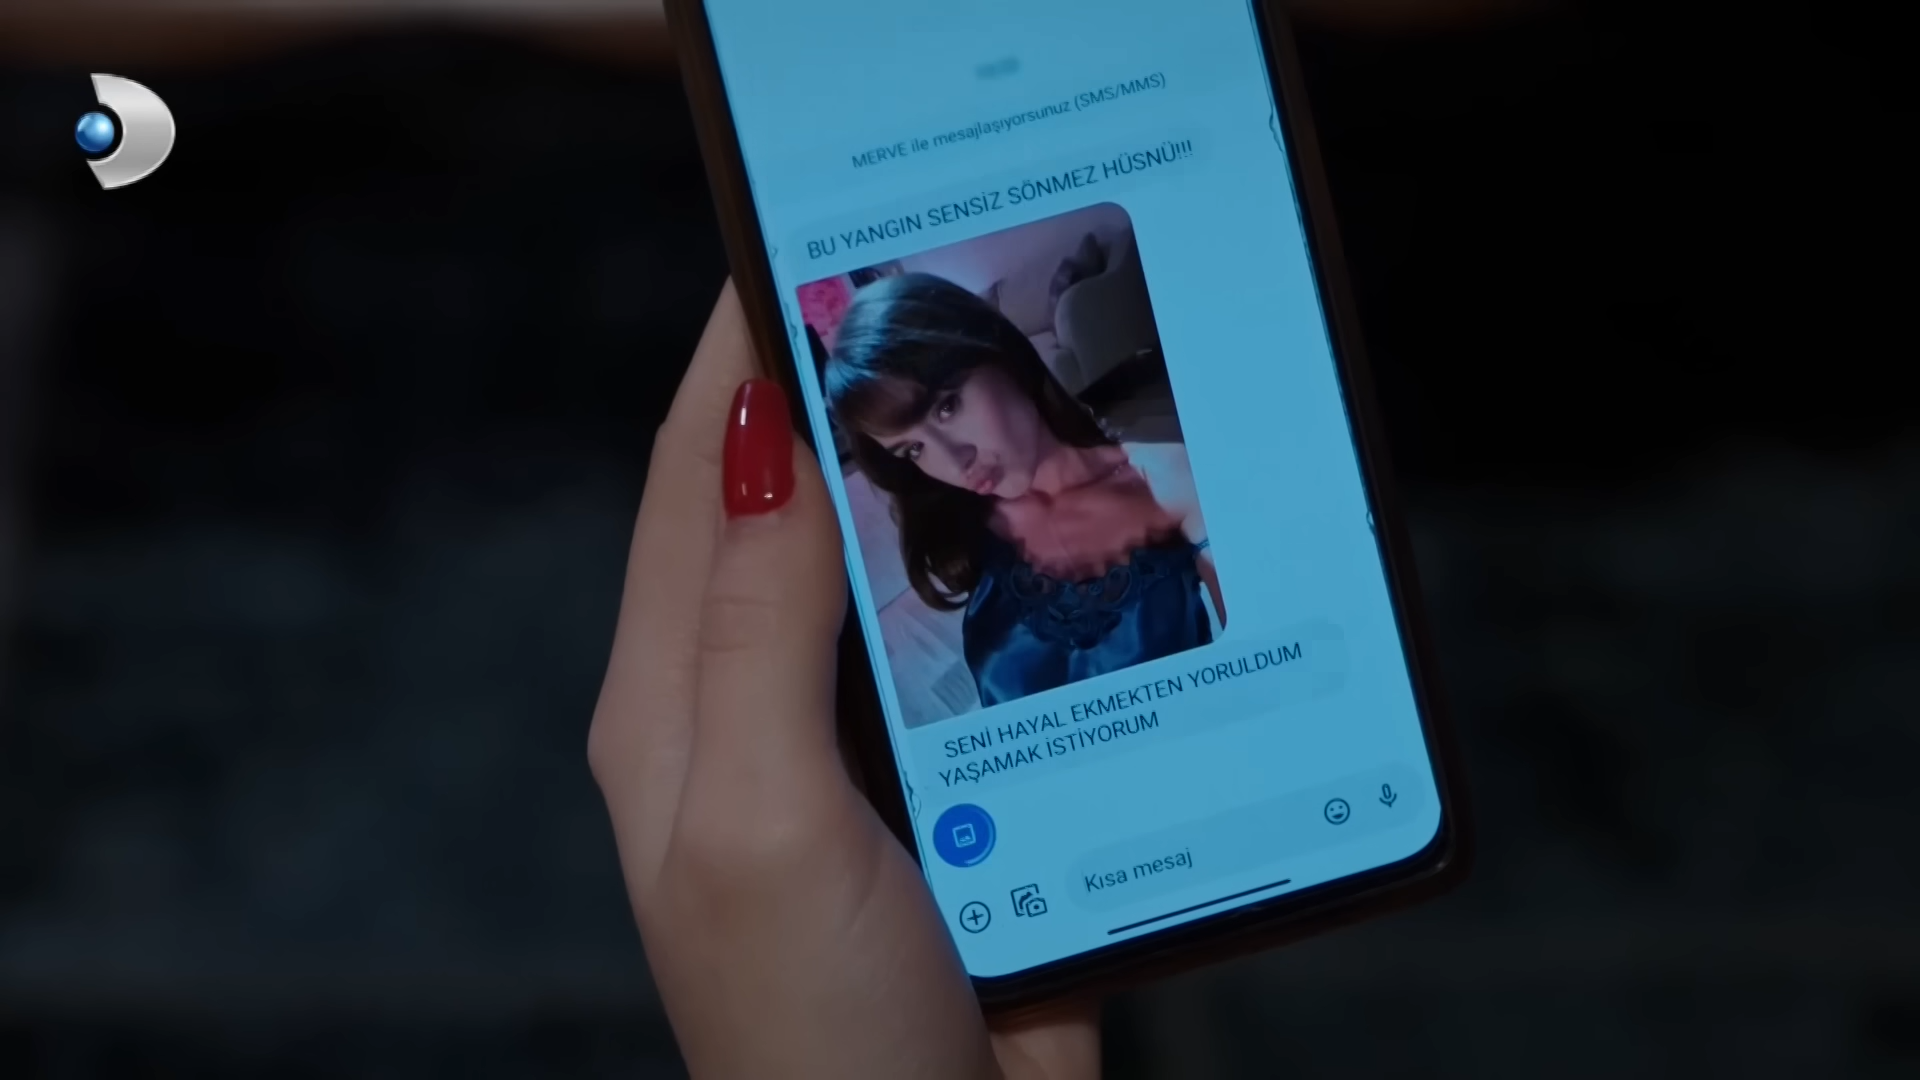 MERVE ile mesajlaşıyorsunuz (SMS/MMS)
BU YANGIN SENSİZ SÖNMEZ HÜSNÜ!!!
SENİ HAYAL EKMEKTEN YORULDUM
YAŞAMAK İSTİYORUM
Kısa mesaj